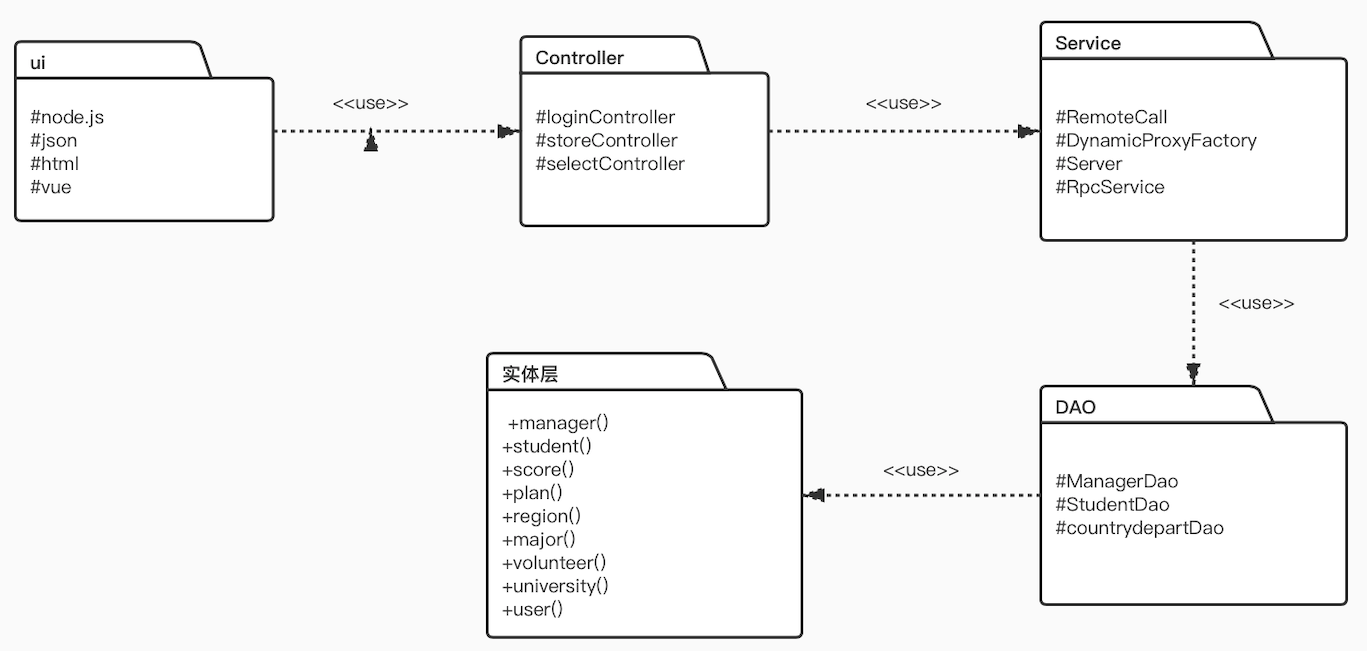 ui
#node.js
#json
#html
#vue
<<use>>
Controller
#loginController
#storeController
#selectController
<<use>>
Service
#RemoteCall
#DynamicProxyFactory
#Server
#RpcService
<<use>>
DAO
#ManagerDao
#StudentDao
#countrydepartDao
<<use>>
实体层
+manager()
+student()
+score()
+plan()
+region()
+major()
+volunteer()
+university()
+user()